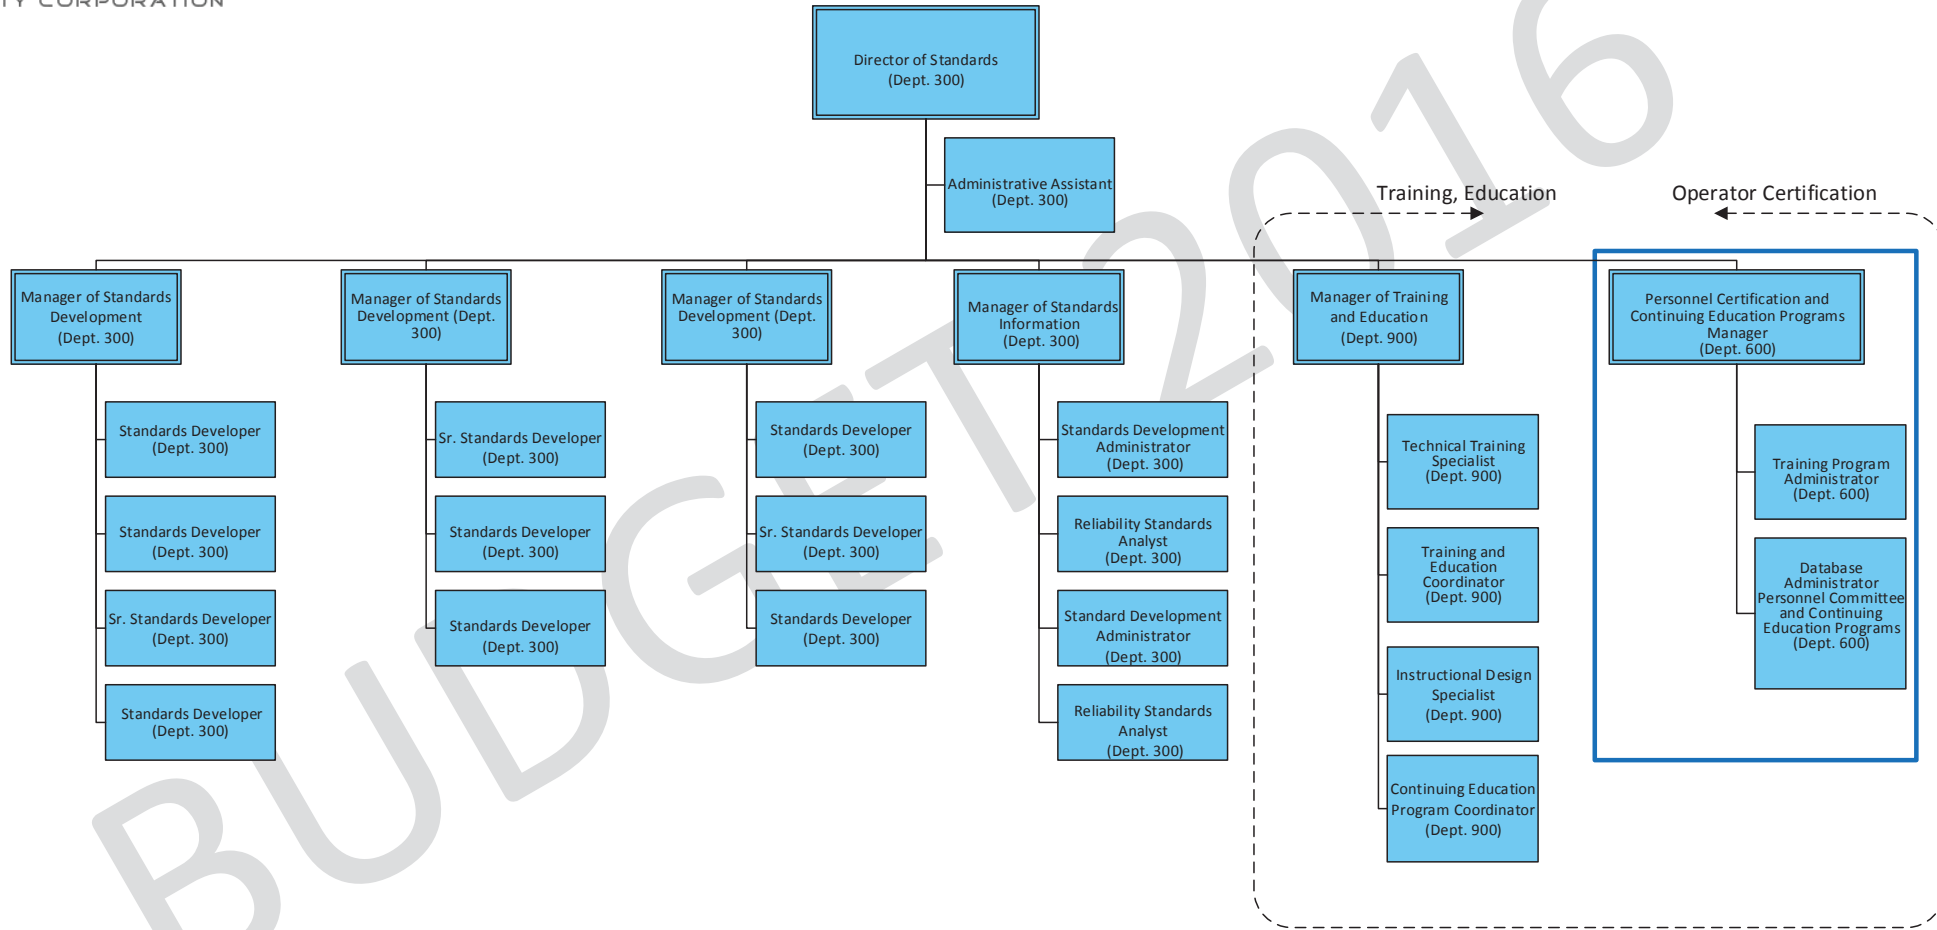 TY CORPORATION
BUDGET 2016
Director of Standards
(Dept. 300)
Administrative Assistant
(Dept. 300)
Training, Education
Operator Certification
Manager of Standards
Development
(Dept. 300)
Standards Developer
(Dept. 300)
Standards Developer
(Dept. 300)
Sr. Standards Developer
(Dept. 300)
Standards Developer
(Dept. 300)
Manager of Standards
Development (Dept.
300)
Sr. Standards Developer
(Dept. 300)
Standards Developer
(Dept. 300)
Standards Developer
(Dept. 300)
Manager of Standards
Development (Dept.
300)
Standards Developer
(Dept. 300)
Sr. Standards Developer
(Dept. 300)
Standards Developer
(Dept. 300)
Manager of Standards
Information
(Dept. 300)
Standards Development
Administrator
(Dept. 300)
Reliability Standards
Analyst
(Dept. 300)
Standard Development
Administrator
(Dept. 300)
Reliability Standards
Analyst
(Dept. 300)
Manager of Training
and Education
(Dept. 900)
Technical Training
Specialist
(Dept. 900)
Training and
Education
Coordinator
(Dept. 900)
Instructional Design
Specialist
(Dept. 900)
Continuing Education
Program Coordinator
(Dept. 900)
Personnel Certification and
Continuing Education Programs
Manager
(Dept. 600)
Training Program
Administrator
(Dept. 600)
Database
Administrator
Personnel Committee
and Continuing
Education Programs
(Dept. 600)